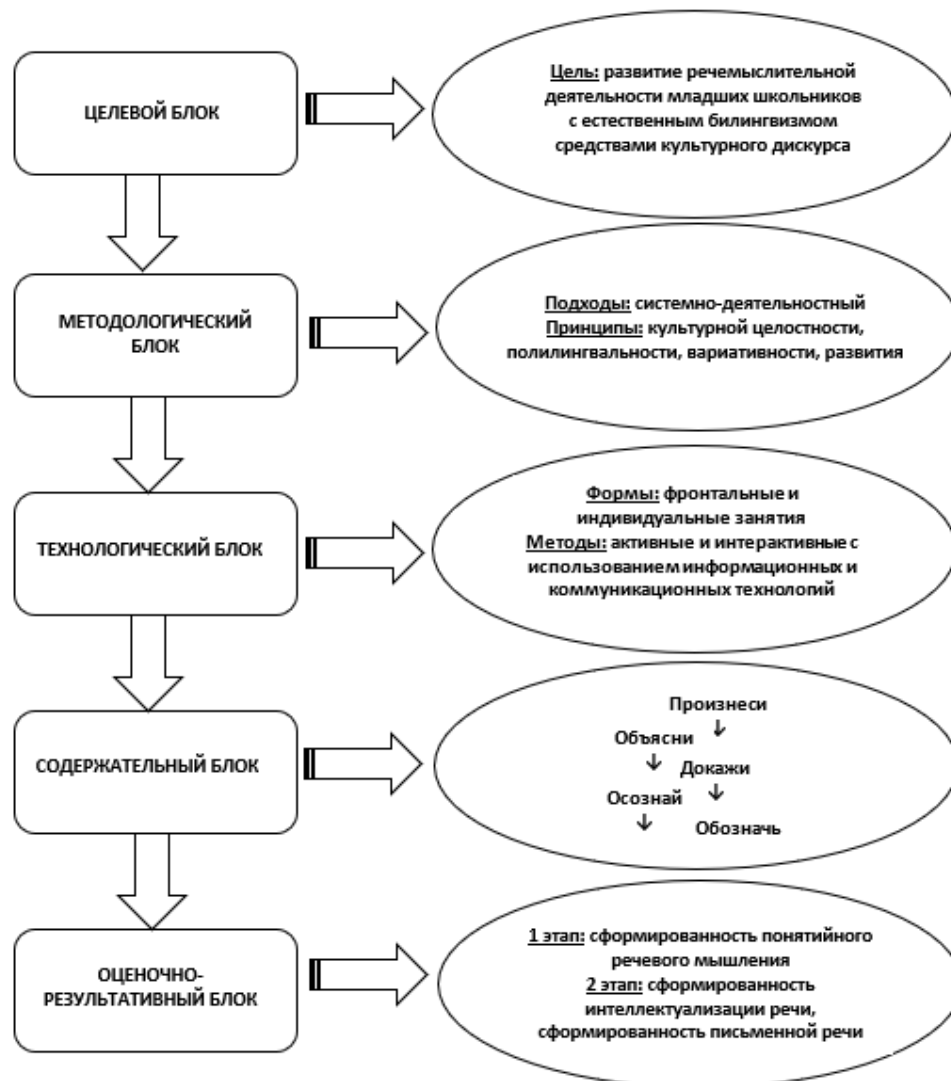 ЦЕЛЕВОЙ БЛОК
Цель: развитие речемыслительной
деятельности младших школьников
с естественным билингвизмом
средствами культурного дискурса
МЕТОДОЛОГИЧЕСКИЙ
БЛОК
Подходы: системно-деятельностный
Принципы: культурной целостности,
полилингвальности, вариативности, развития
ТЕХНОЛОГИЧЕСКИЙ БЛОК
Формы: фронтальные и
индивидуальные занятия
Методы: активные и интерактивные с
использованием информационных и
коммуникационных технологий
СОДЕРЖАТЕЛЬНЫЙ БЛОК
Произнеси
Объясни
Докажи
Осознай
Обозначь
ОЦЕНОЧНО-
РЕЗУЛЬТАТИВНЫЙ БЛОК
1 этап: сформированность понятийного
речевого мышления
2 этап: сформированность
интеллектуализации речи,
сформированность письменной речи